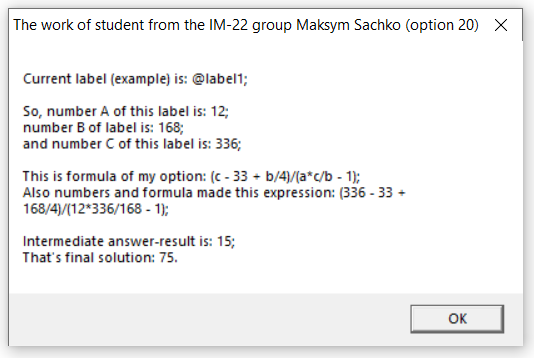 The work of student from the IM-22 group Maksym Sachko (option 20)
Current label (example) is: @label1;
So, number A of this label is: 12;
number B of label is: 168;
and number C of this label is: 336;
This is formula of my option: (c - 33 + b/4)/(a*c/b - 1);
Also numbers and formula made this expression: (336 - 33 +
168/4)/(12*336/168 - 1);
Intermediate answer-result is: 15;
That's final solution: 75.
OK